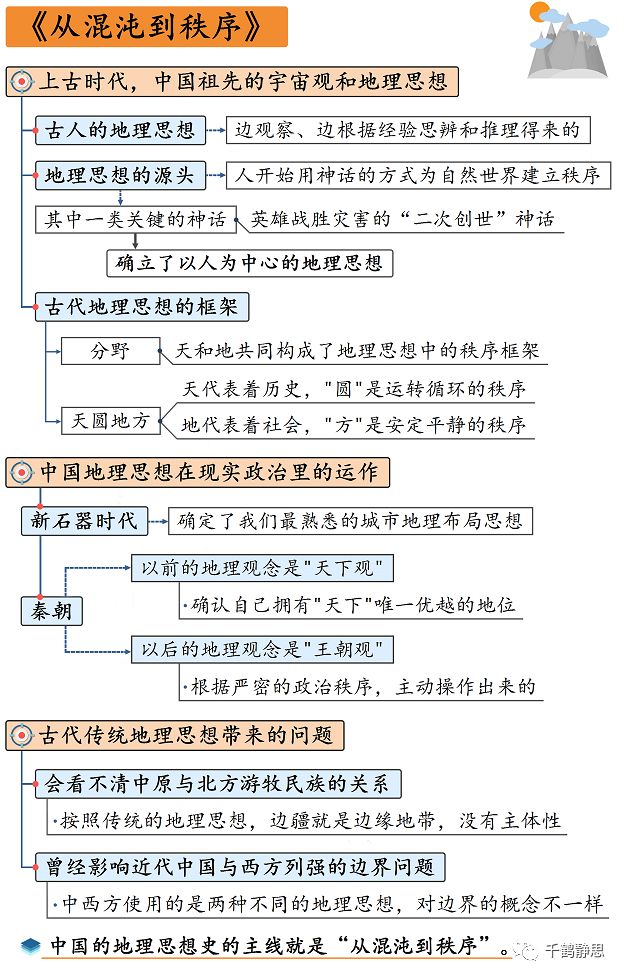 《从混沌到秩序》
上古时代，中国祖先的宇宙观和地理思想
古人的地理思想
边观察、边根据经验思辨和推理得来的
地理思想的源头
人开始用神话的方式为自然世界建立秩序
其中一类关键的神话
英雄战胜灾害的“二次创世”神话
确立了以人为中心的地理思想
古代地理思想的框架
分野
天和地共同构成了地理思想中的秩序框架
天圆地方
天代表着历史，"圆"是运转循环的秩序
地代表着社会，"方"是安定平静的秩序
中国地理思想在现实政治里的运作
新石器时代
确定了我们最熟悉的城市地理布局思想
秦朝
以前的地理观念是"天下观"
·确认自己拥有"天下"唯一优越的地位
以后的地理观念是"王朝观"
·根据严密的政治秩序，主动操作出来的
古代传统地理思想带来的问题
会看不清中原与北方游牧民族的关系
·按照传统的地理思想，边疆就是边缘地带，没有主体性
曾经影响近代中国与西方列强的边界问题
·中西方使用的是两种不同的地理思想，对边界的概念不一样
中国的地理思想史的主线就是“从混沌到秩序”。
千鹤静思